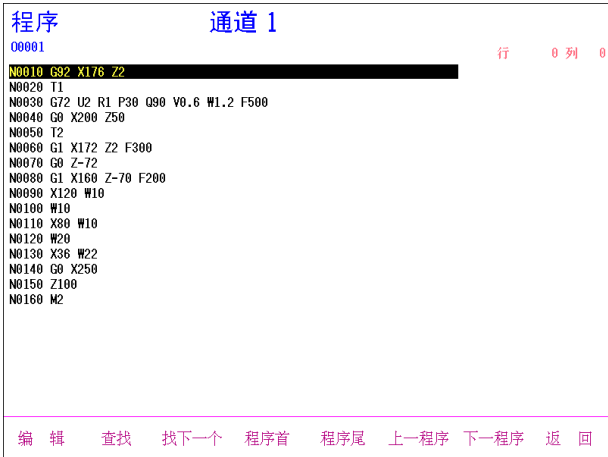 程序 通道 1
O0001
行 0 列 0
N0010 G92 X176 Z2
N0020 T1
N0030 G72 U2 R1 P30 Q90 V0.6 W1.2 F500
N0040 G0 X200 Z50
N0050 T2
N0060 G1 X172 Z2 F300
N0070 G0 Z-72
N0080 G1 X160 Z-70 F200
N0090 X120 W10
N0100 W10
N0110 X80 W10
N0120 W20
N0130 X36 W22
N0140 G0 X250
N0150 Z100
N0160 M2
编 辑 查找 找下一个 程序首 程序尾 上一程序 下一程序 返 回